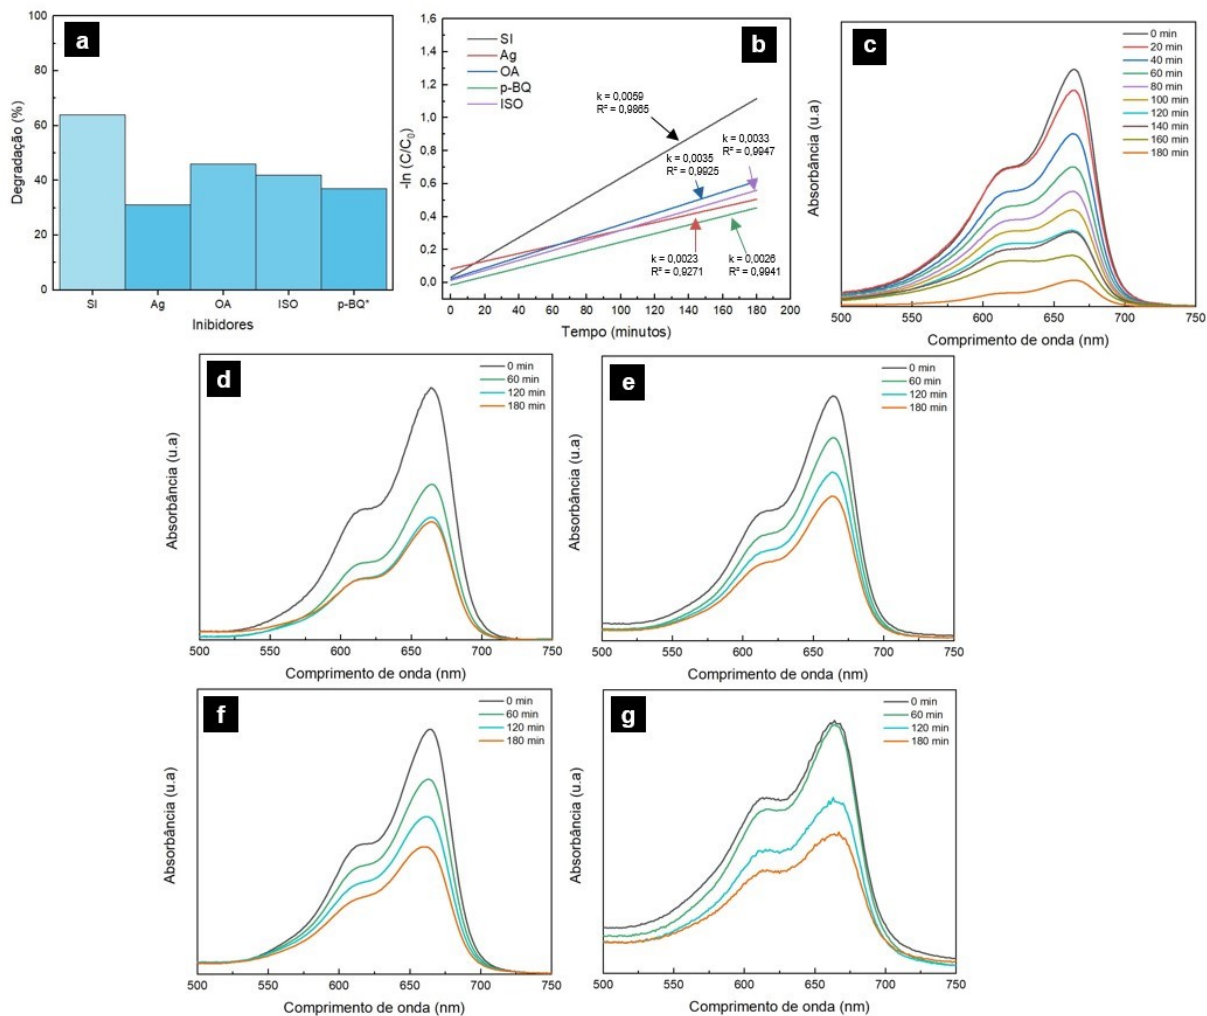 a
100
80
60
40
20
0
Degradação (%)
SI
Ag
OA
ISO
p-BQ*
Inibidores
b
1,6
1,4
1,2
1,0
0,8
0,6
0,4
0,2
0,0
-ln (C/C₀)
SI
Ag
OA
p-BQ
ISO
k = 0,0059
R² = 0,9865
k = 0,0033
R² = 0,9947
k = 0,0035
R² = 0,9925
k = 0,0023
R² = 0,9271
k = 0,0026
R² = 0,9941
0 20 40 60 80 100 120 140 160 180 200
Tempo (minutos)
c
0 min
20 min
40 min
60 min
80 min
100 min
120 min
140 min
160 min
180 min
Absorbância (u.a)
500 550 600 650 700 750
Comprimento de onda (nm)
d
0 min
60 min
120 min
180 min
Absorbância (u.a)
500 550 600 650 700 750
Comprimento de onda (nm)
e
0 min
60 min
120 min
180 min
Absorbância (u.a)
500 550 600 650 700 750
Comprimento de onda (nm)
f
0 min
60 min
120 min
180 min
Absorbância (u.a)
500 550 600 650 700 750
Comprimento de onda (nm)
g
0 min
60 min
120 min
180 min
Absorbância (u.a)
500 550 600 650 700 750
Comprimento de onda (nm)